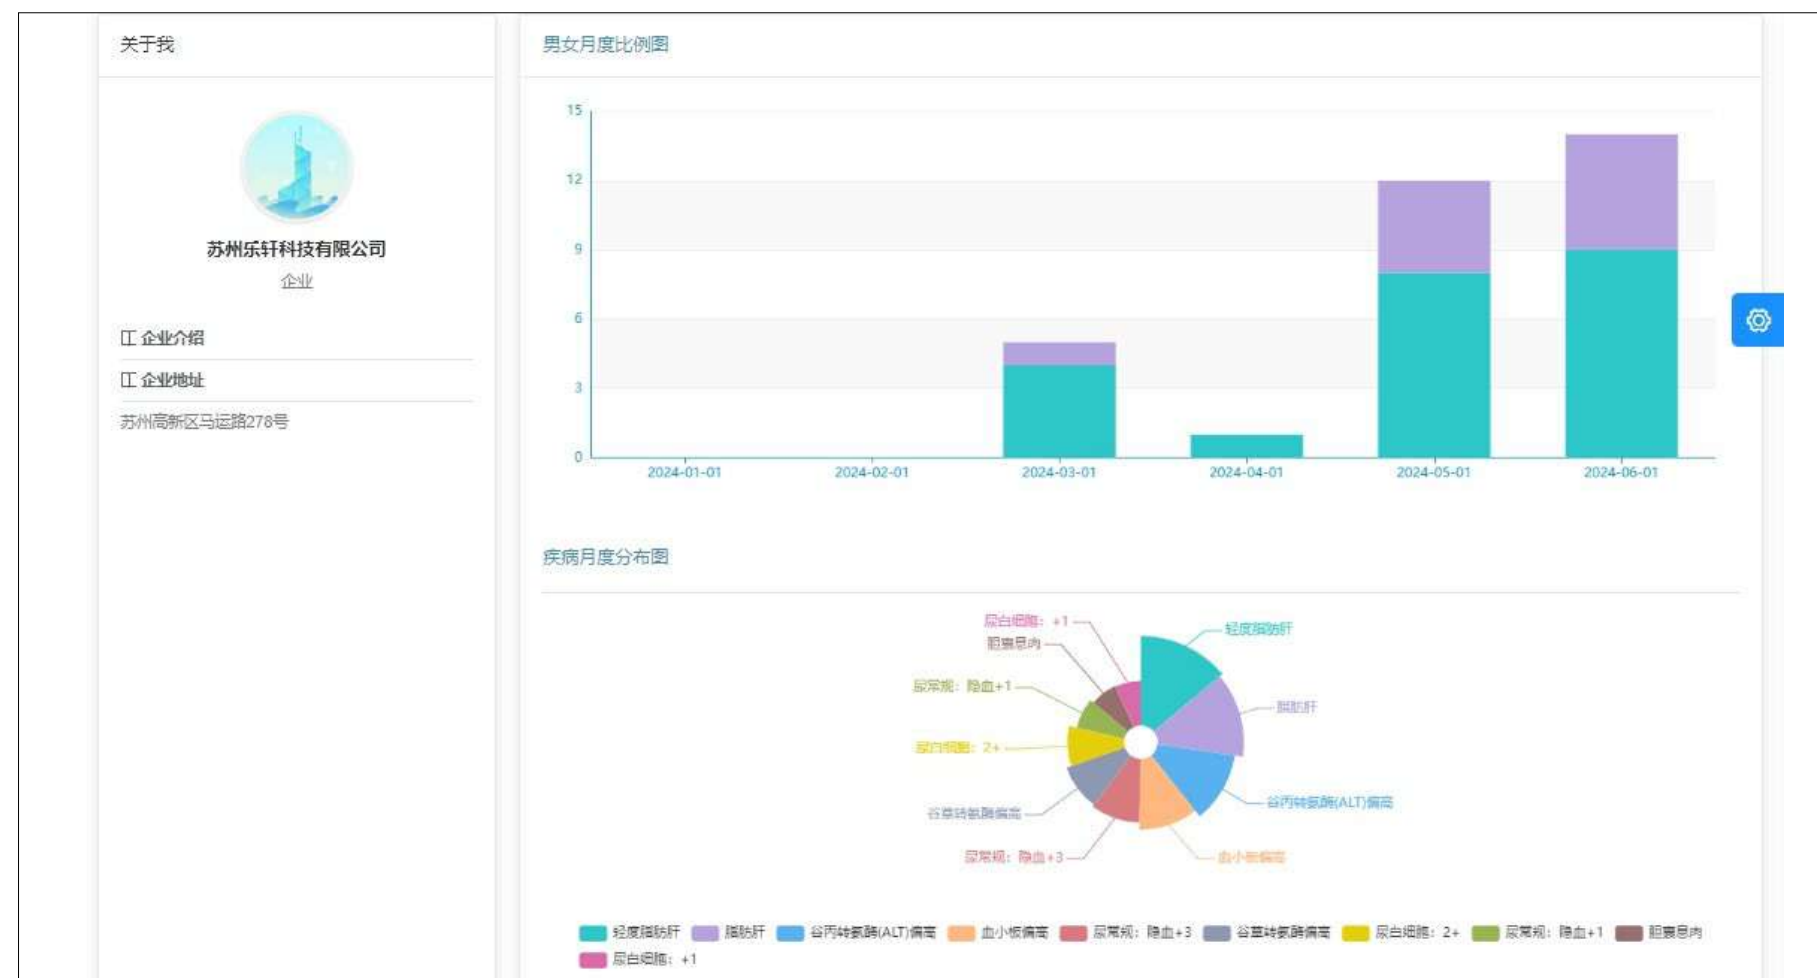 关于我
苏州乐轩科技有限公司
企业
企业介绍
企业地址
苏州高新区马运路278号
男女月度比例图
15
12
9
6
3
0
2024-01-01
2024-02-01
2024-03-01
2024-04-01
2024-05-01
2024-06-01
疾病月度分布图
尿白细胞：+1
轻度脂肪肝
胆囊息肉
尿常规：隐血+1
脂肪肝
尿白细胞：2+
谷丙转氨酶(ALT)偏高
谷草转氨酶偏高
尿常规：隐血+3
血小板偏高
轻度脂肪肝 脂肪肝 谷丙转氨酶(ALT)偏高 血小板偏高 尿常规：隐血+3 谷草转氨酶偏高 尿白细胞：2+ 尿常规：隐血+1 胆囊息肉
尿白细胞：+1